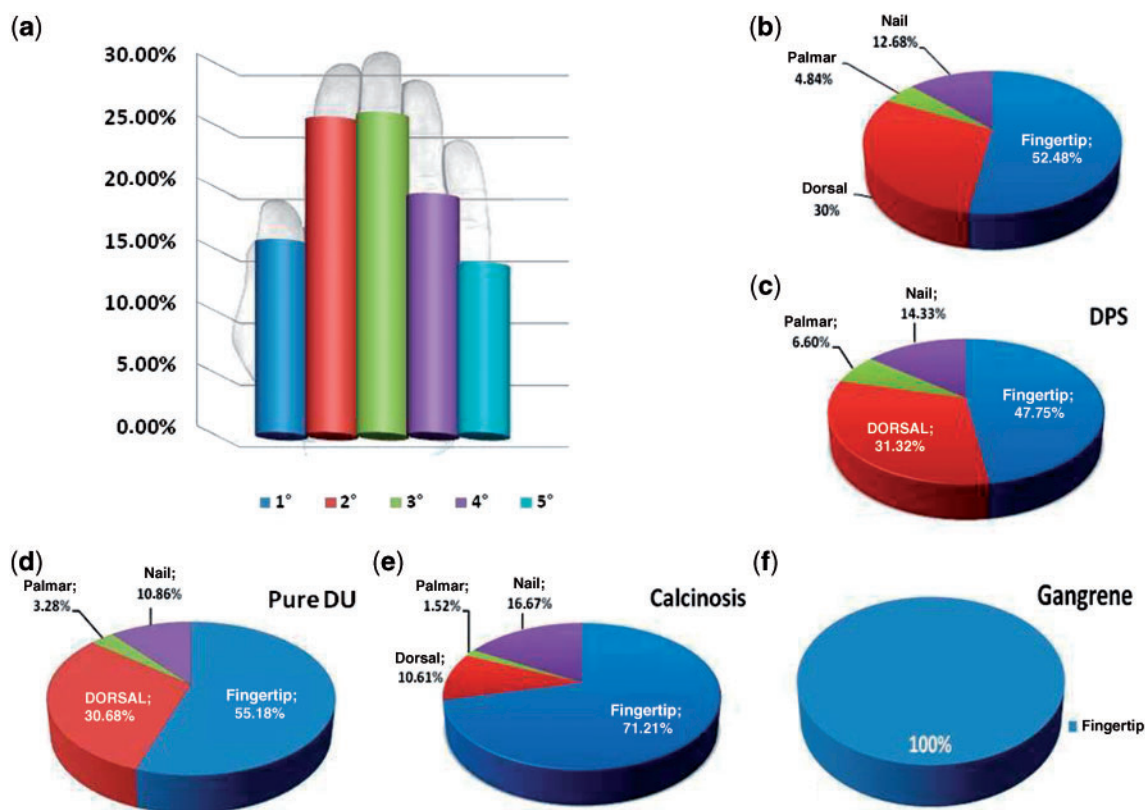 (a)
30.00%
25.00%
20.00%
15.00%
10.00%
5.00%
0.00%
1° 2° 3° 4° 5°
(b)
Nail
12.68%
Palmar
4.84%
Fingertip;
52.48%
Dorsal
30%
(c)
DPS
Nail;
14.33%
Palmar;
6.60%
Fingertip;
47.75%
DORSAL;
31.32%
(d)
Pure DU
Nail;
10.86%
Palmar;
3.28%
DORSAL;
30.68%
Fingertip;
55.18%
(e)
Calcinosis
Palmar;
1.52%
Nail;
16.67%
Dorsal;
10.61%
Fingertip;
71.21%
(f)
Gangrene
Fingertip
100%